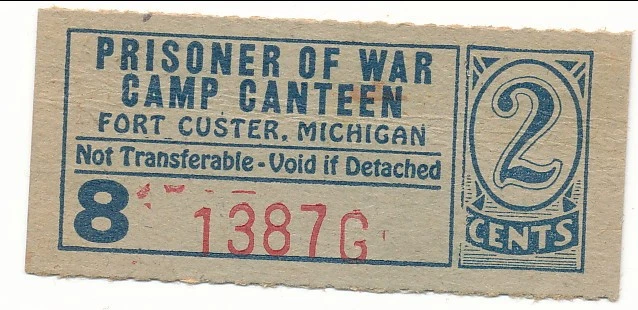 PRISONER OF WAR
CAMP CANTEEN
FORT CUSTER, MICHIGAN
Not Transferable - Void if Detached
8
1387G
2
CENTS